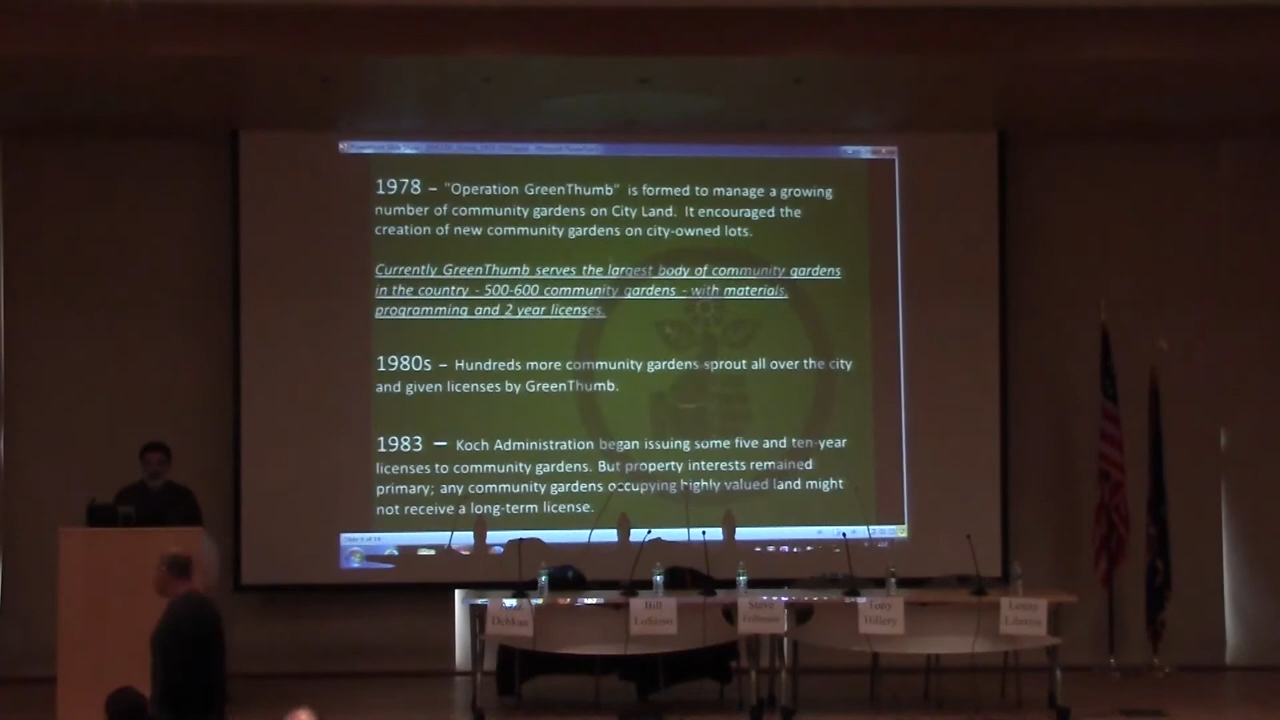 1978 – "Operation GreenThumb" is formed to manage a growing
number of community gardens on City Land. It encouraged the
creation of new community gardens on city-owned lots.
Currently GreenThumb serves the largest body of community gardens
in the country - 500-600 community gardens - with materials,
programming and 2 year licenses.
1980s – Hundreds more community gardens sprout all over the city
and given licenses by GreenThumb.
1983 – Koch Administration began issuing some five and ten-year
licenses to community gardens. But property interests remained
primary; any community gardens occupying highly valued land might
not receive a long-term license.
Bill
LoSasso
Steve
Tony
Hillery
Lenny